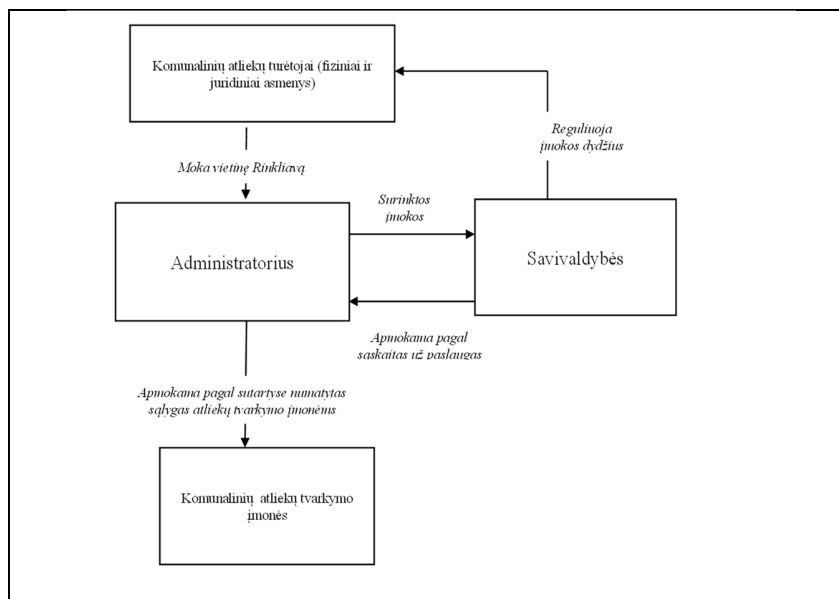 Komunalinių atliekų turėtojai (fiziniai ir
juridiniai asmenys)
Reguliuoja
įmokos dydžius
Moka vietinę Rinkliavą
Surinktos
įmokos
Administratorius
Savivaldybės
Apmokama pagal
saskaitas už paslaugas
Apmokama pagal sutartyse numatytas
sąlygas atliekų tvarkymo įmonėms
Komunalinių atliekų tvarkymo
įmonės